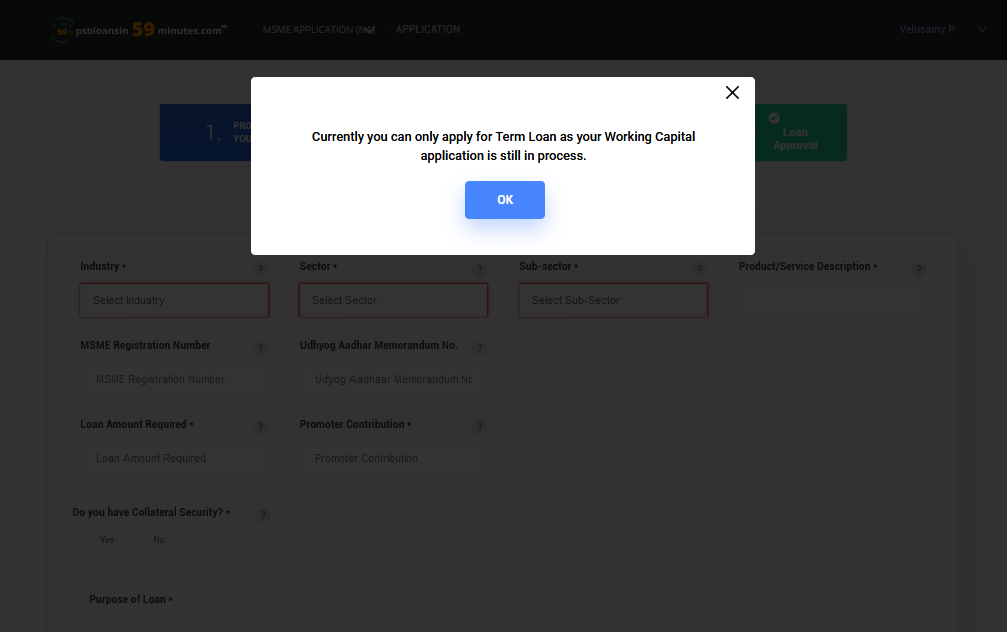 psbloansin 59 minutes.com™
MSME APPLICATION
APPLICATION
Velusamy P
Currently you can only apply for Term Loan as your Working Capital
application is still in process.
OK
1.
Loan
Approval
Industry *
Sector *
Sub-sector *
Product/Service Description *
Select Industry
Select Sector
Select Sub-Sector
MSME Registration Number
Udhyog Aadhar Memorandum No.
MSME Registration Number
Udyog Aadhaar Memorandum No
Loan Amount Required *
Promoter Contribution *
Loan Amount Required
Promoter Contribution
Do you have Collateral Security? *
Yes
No
Purpose of Loan *